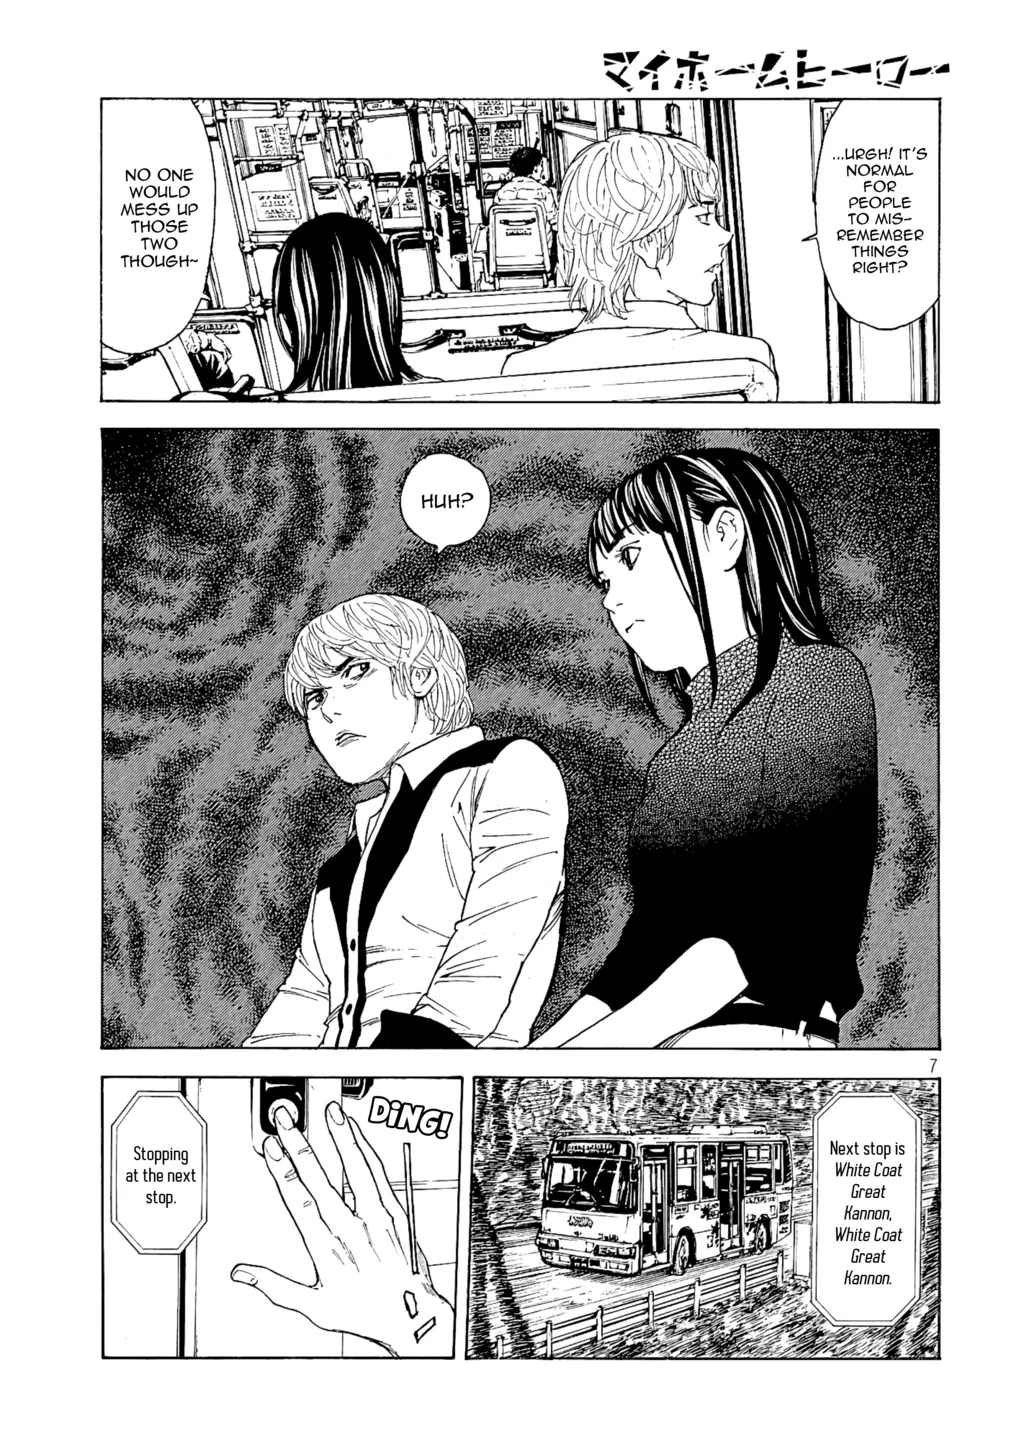 マイホームヒーロー
...URGH! IT'S
NORMAL
FOR
PEOPLE
TO MIS-
REMEMBER
THINGS
RIGHT?
NO ONE
WOULD
MESS UP
THOSE
TWO
THOUGH~
HUH?
7
Next stop is
White Coat
Great
Kannon,
White Coat
Great
Kannon.
DiNG!
Stopping
at the next
stop.